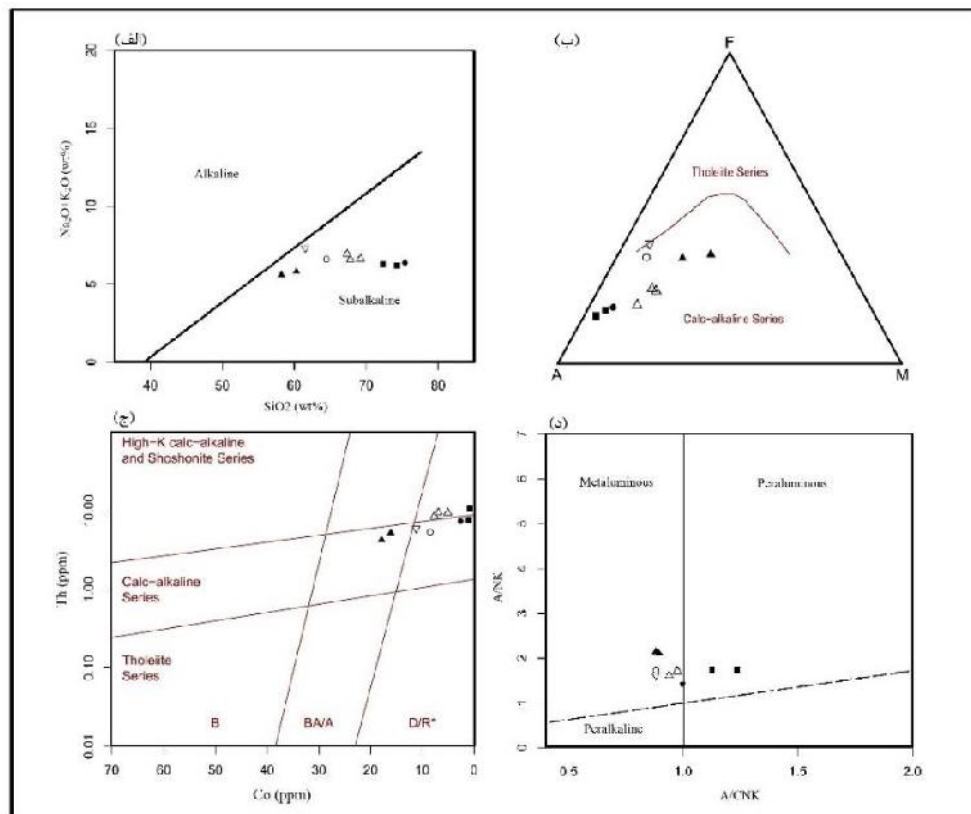 (الف)
20
15
10
5
0
Na2O+K2O (wt%)
Alkaline
Subalkaline
40 50 60 70 80
SiO2 (wt%)
(ب)
F
Tholeiite Series
Calc-alkaline Series
A
M
(ج)
High-K calc-alkaline
and Shoshonite Series
Calc-alkaline
Series
Tholeiite
Series
B
BA/A
D/R*
Th (ppm)
1.00
0.10
0.01
70 60 50 40 30 20 10 0
Co (ppm)
(د)
Metaluminous
Peraluminous
Peralkaline
A/NK
7
6
5
4
3
2
1
0
0.5 1.0 1.5 2.0
A/CNK